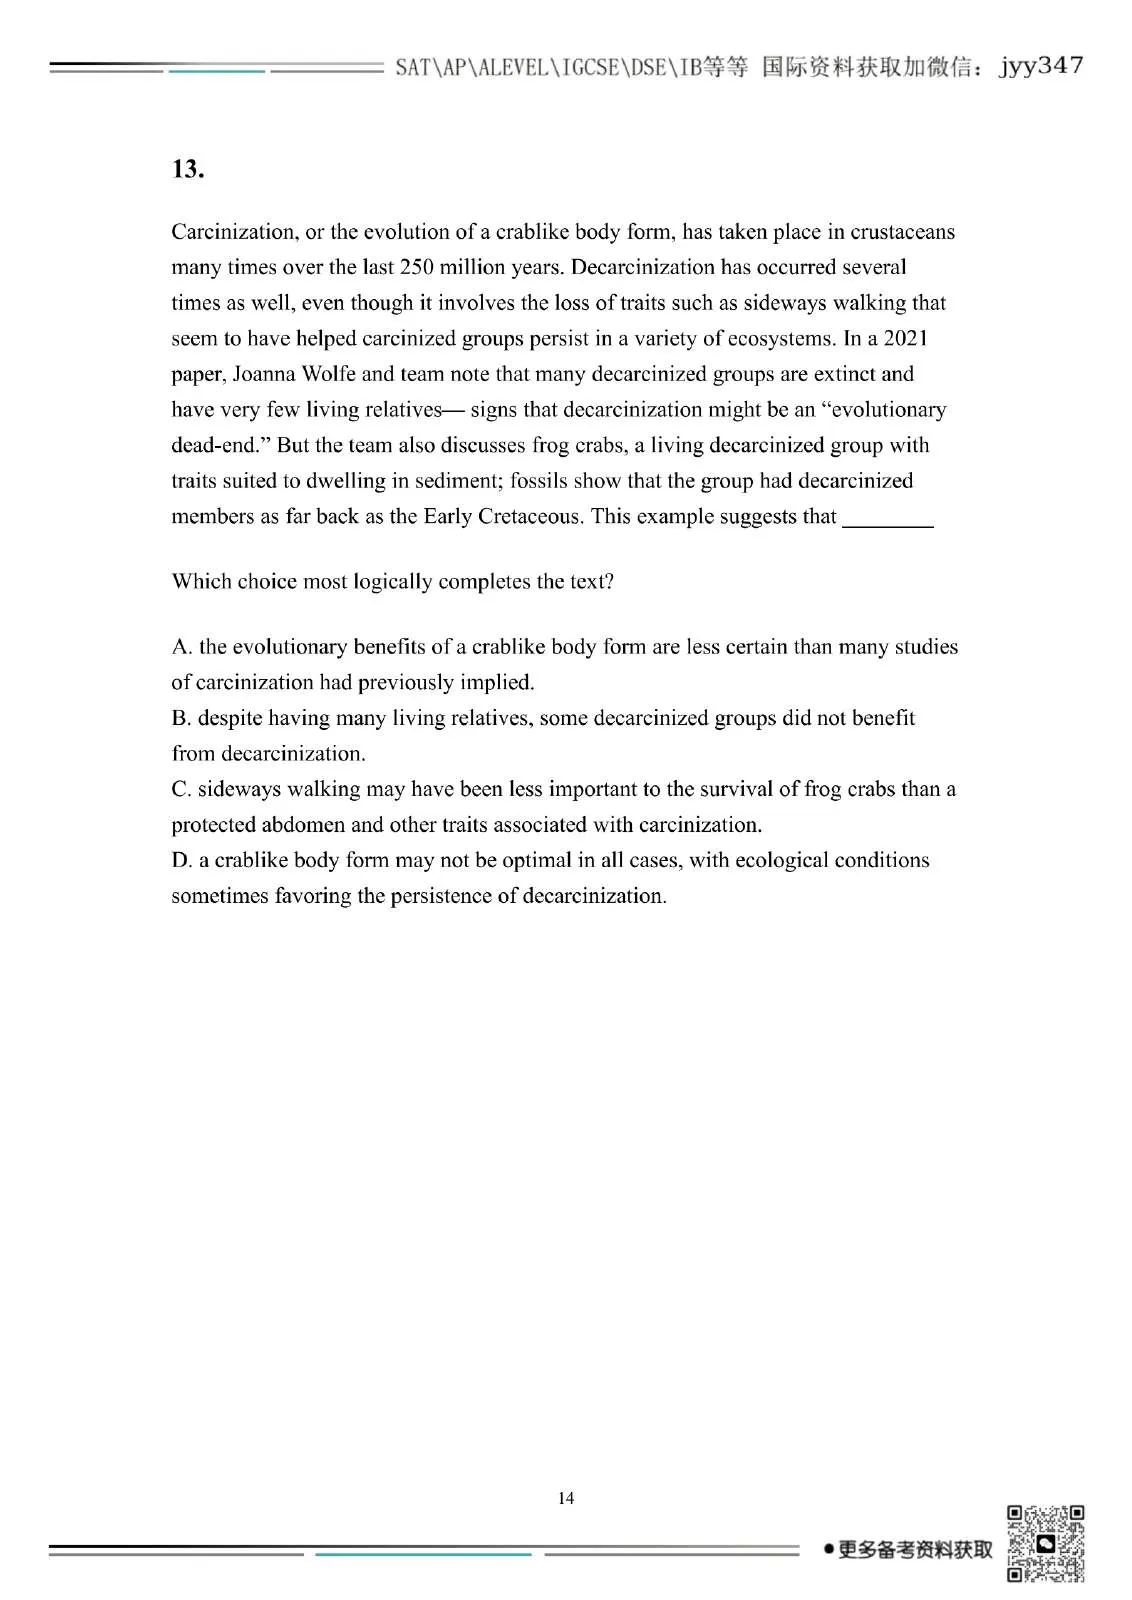 SAT\AP\ALEVEL\IGCSE\DSE\IB等等 国际资料获取加微信：jyy347
13.
Carcinization, or the evolution of a crablike body form, has taken place in crustaceans
many times over the last 250 million years. Decarcinization has occurred several
times as well, even though it involves the loss of traits such as sideways walking that
seem to have helped carcinized groups persist in a variety of ecosystems. In a 2021
paper, Joanna Wolfe and team note that many decarcinized groups are extinct and
have very few living relatives— signs that decarcinization might be an “evolutionary
dead-end.” But the team also discusses frog crabs, a living decarcinized group with
traits suited to dwelling in sediment; fossils show that the group had decarcinized
members as far back as the Early Cretaceous. This example suggests that ________
Which choice most logically completes the text?
A. the evolutionary benefits of a crablike body form are less certain than many studies
of carcinization had previously implied.
B. despite having many living relatives, some decarcinized groups did not benefit
from decarcinization.
C. sideways walking may have been less important to the survival of frog crabs than a
protected abdomen and other traits associated with carcinization.
D. a crablike body form may not be optimal in all cases, with ecological conditions
sometimes favoring the persistence of decarcinization.
14
●更多备考资料获取